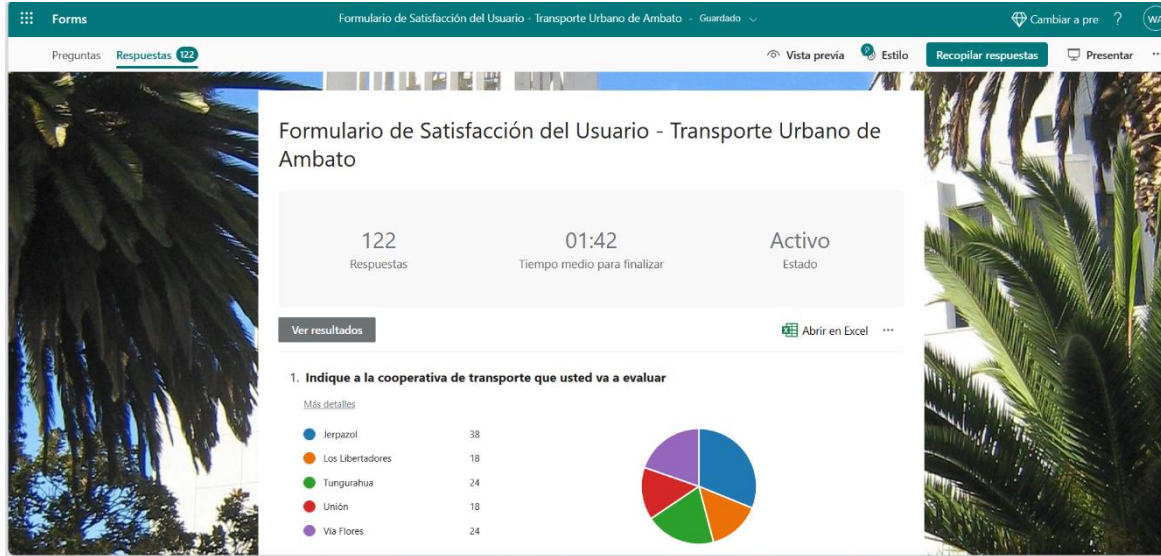 Forms
Formulario de Satisfacción del Usuario - Transporte Urbano de Ambato - Guardado
Cambiar a pre ?
WA
Preguntas Respuestas 122
Vista previa Estilo Recopilar respuestas Presentar ...
Formulario de Satisfacción del Usuario - Transporte Urbano de
Ambato
122 01:42 Activo
Respuestas Tiempo medio para finalizar Estado
Ver resultados Abrir en Excel ...
1. Indique a la cooperativa de transporte que usted va a evaluar
Más detalles
Jerpazol 38
Los Libertadores 18
Tungurahua 24
Unión 18
Vía Flores 24